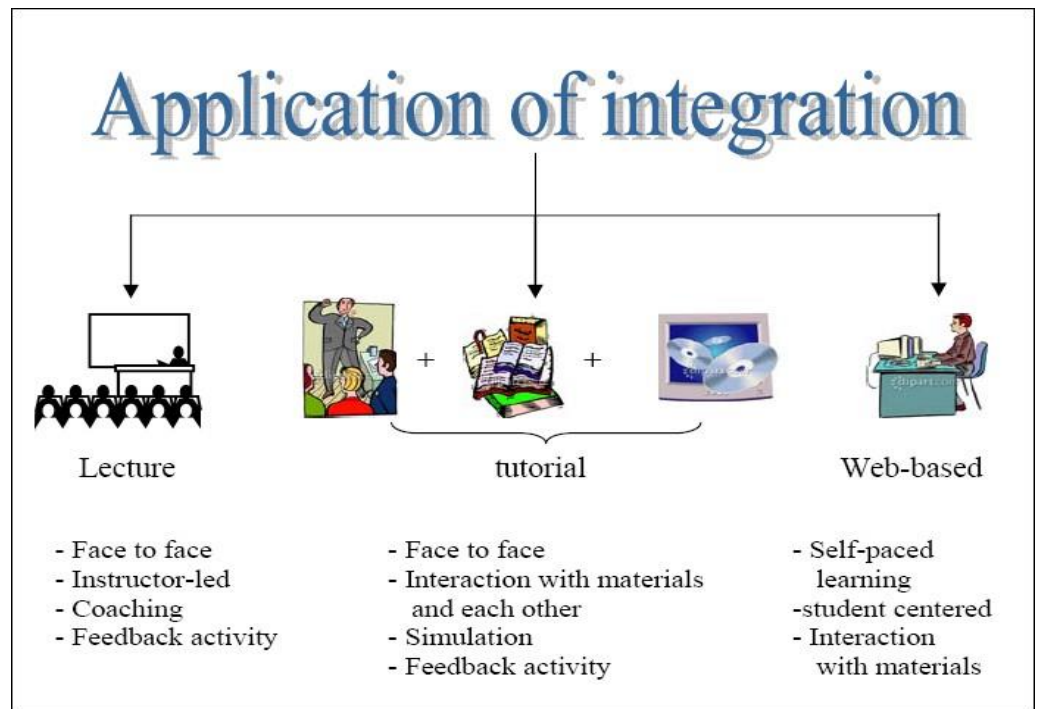 Application of integration
+
+
Lecture
tutorial
Web-based
- Face to face
- Instructor-led
- Coaching
- Feedback activity
- Face to face
- Interaction with materials
and each other
- Simulation
- Feedback activity
- Self-paced
learning
-student centered
- Interaction
with materials